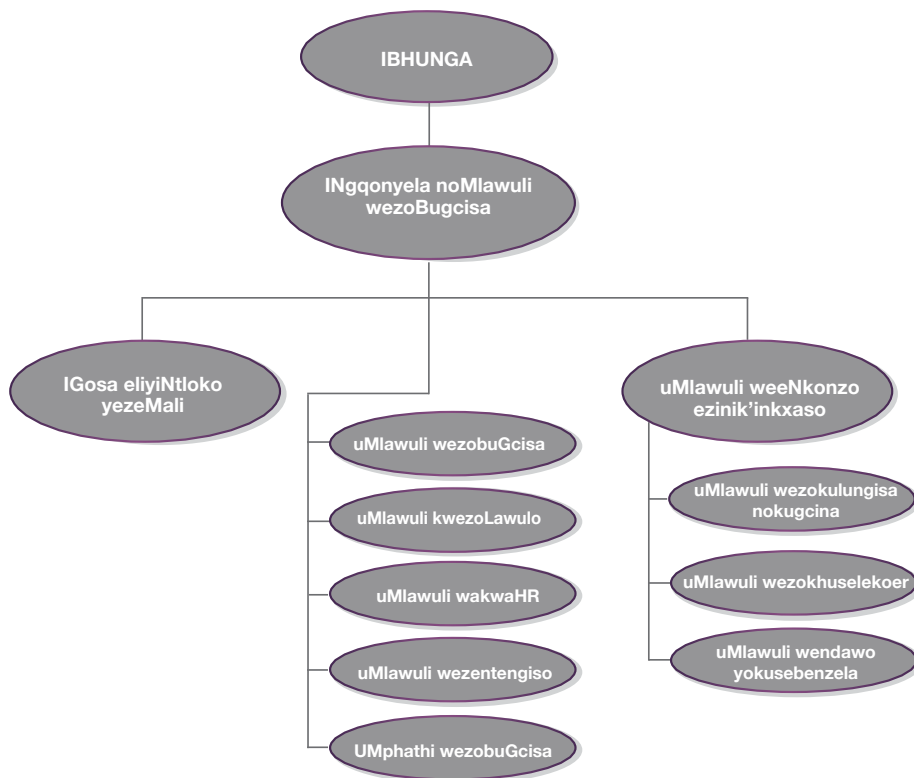 IBHUNGA
INgqonyela noMlawuli
wezoBugcisa
IGosa eliyiNtloko
yezeMali
uMlawuli weeNkonzo
ezinik'inkxaso
uMlawuli wezobuGcisa
uMlawuli kwezoLawulo
uMlawuli wakwaHR
uMlawuli wezentengiso
UMphathi wezobuGcisa
uMlawuli wezokulungisa
nokugcina
uMlawuli wezokhuselekoer
uMlawuli wendawo
yokusebenzela